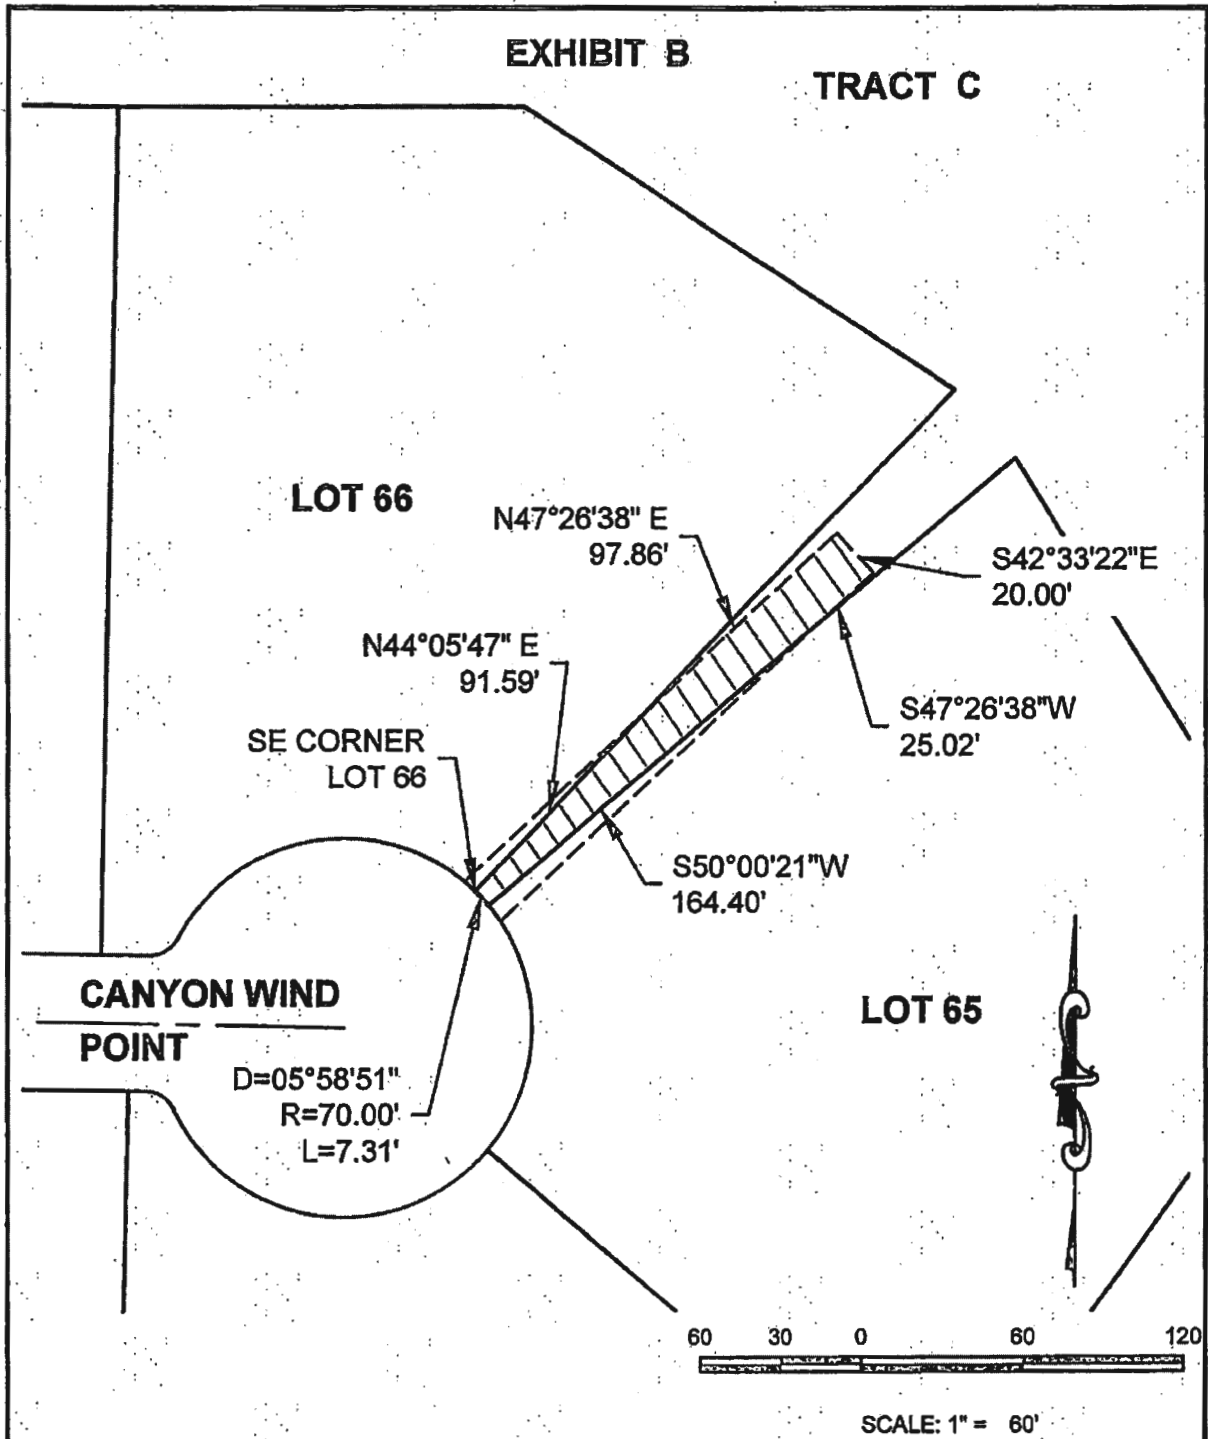 EXHIBIT B
TRACT C
LOT 66
N47°26'38" E
97.86'
S42°33'22"E
20.00'
N44°05'47" E
91.59'
S47°26'38"W
25.02'
SE CORNER
LOT 66
S50°00'21"W
164.40'
CANYON WIND
POINT
LOT 65
D=05°58'51"
R=70.00'
L=7.31'
60 30 0 60 120
SCALE: 1" = 60'